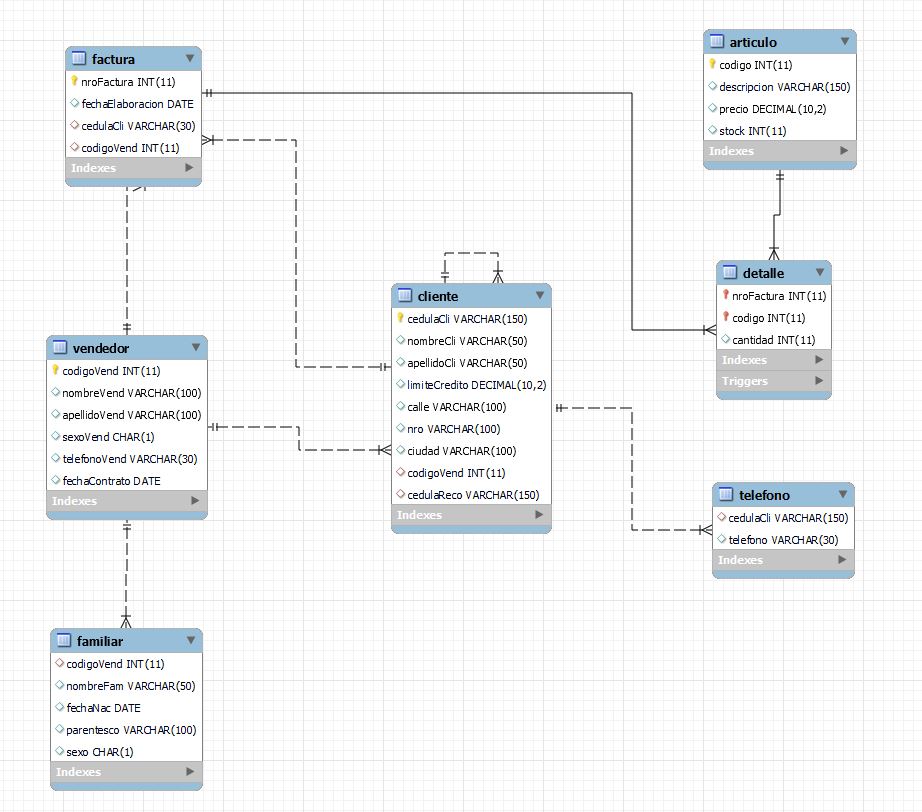 factura
nroFactura INT(11)
fechaElaboracion DATE
cedulaCli VARCHAR(30)
codigoVend INT(11)
Indexes
articulo
codigo INT(11)
descripcion VARCHAR(150)
precio DECIMAL(10,2)
stock INT(11)
Indexes
detalle
nroFactura INT(11)
codigo INT(11)
cantidad INT(11)
Indexes
Triggers
cliente
cedulaCli VARCHAR(150)
nombreCli VARCHAR(50)
apellidoCli VARCHAR(50)
limiteCredito DECIMAL(10,2)
calle VARCHAR(100)
nro VARCHAR(100)
ciudad VARCHAR(100)
codigoVend INT(11)
cedulaReco VARCHAR(150)
Indexes
vendedor
codigoVend INT(11)
nombreVend VARCHAR(100)
apellidoVend VARCHAR(100)
sexoVend CHAR(1)
telefonoVend VARCHAR(30)
fechaContrato DATE
Indexes
telefono
cedulaCli VARCHAR(150)
telefono VARCHAR(30)
Indexes
familiar
codigoVend INT(11)
nombreFam VARCHAR(50)
fechaNac DATE
parentesco VARCHAR(100)
sexo CHAR(1)
Indexes